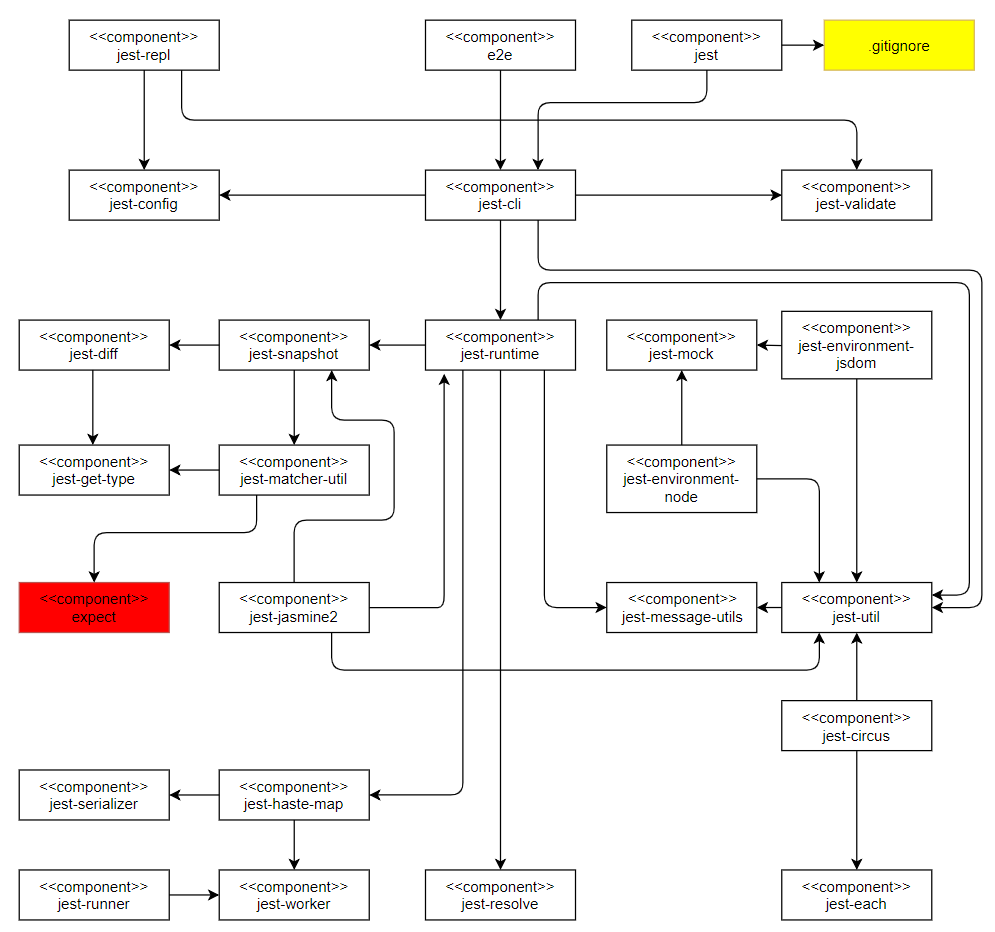 <<component>>
jest-repl
<<component>>
e2e
<<component>>
jest
.gitignore
<<component>>
jest-config
<<component>>
jest-cli
<<component>>
jest-validate
<<component>>
jest-diff
<<component>>
jest-snapshot
<<component>>
jest-runtime
<<component>>
jest-mock
<<component>>
jest-environment-
jsdom
<<component>>
jest-get-type
<<component>>
jest-matcher-util
<<component>>
jest-environment-
node
<<component>>
expect
<<component>>
jest-jasmine2
<<component>>
jest-message-utils
<<component>>
jest-util
<<component>>
jest-circus
<<component>>
jest-serializer
<<component>>
jest-haste-map
<<component>>
jest-runner
<<component>>
jest-worker
<<component>>
jest-resolve
<<component>>
jest-each